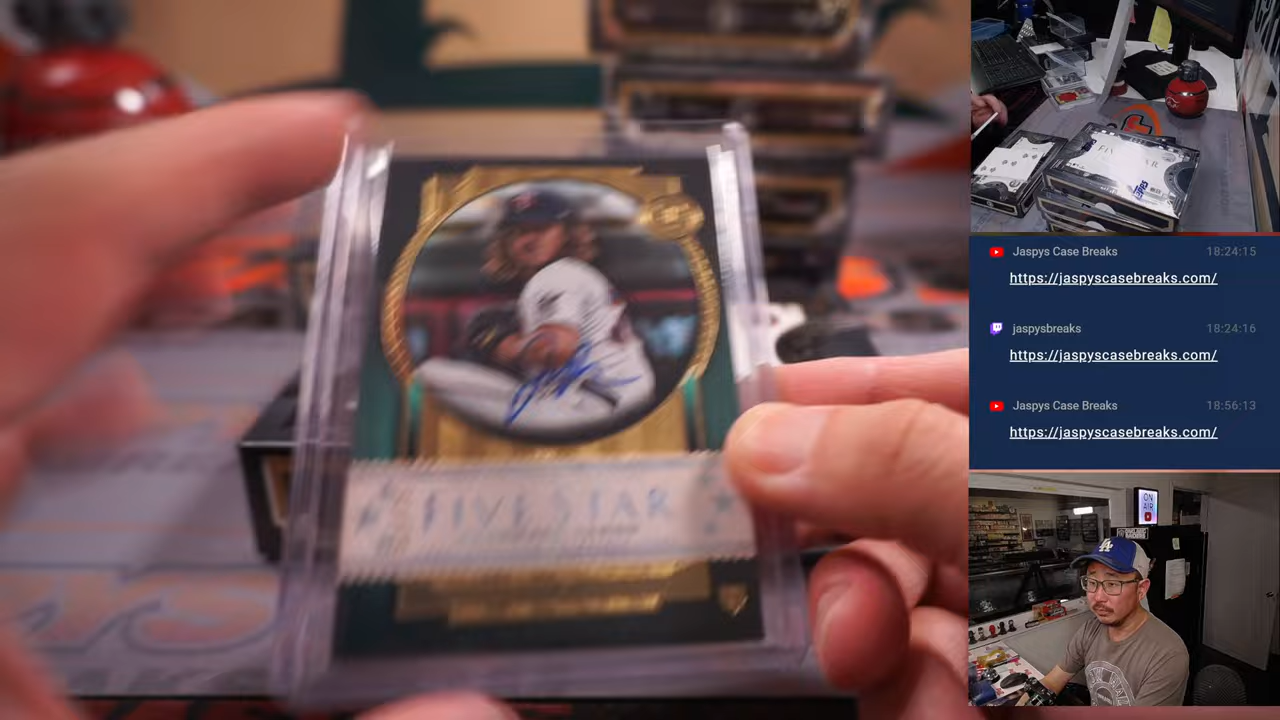 FIVE STAR
Jaspys Case Breaks 18:24:15
https://jaspyscasebreaks.com/
jaspysbreaks 18:24:16
https://jaspyscasebreaks.com/
Jaspys Case Breaks 18:56:13
https://jaspyscasebreaks.com/
ON
AIR